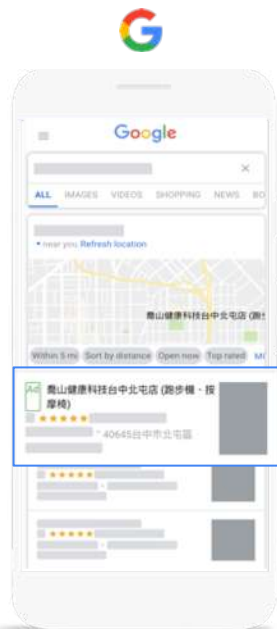 G
Google
ALL IMAGES VIDEOS SHOPPING NEWS BO
near you Refresh location
喬山健康科技台中北屯店 (跑
Within 5 mi Sort by distance Open now Top rated
Ad 喬山健康科技台中北屯店 (跑步機、按
摩椅)
40645台中市北屯區